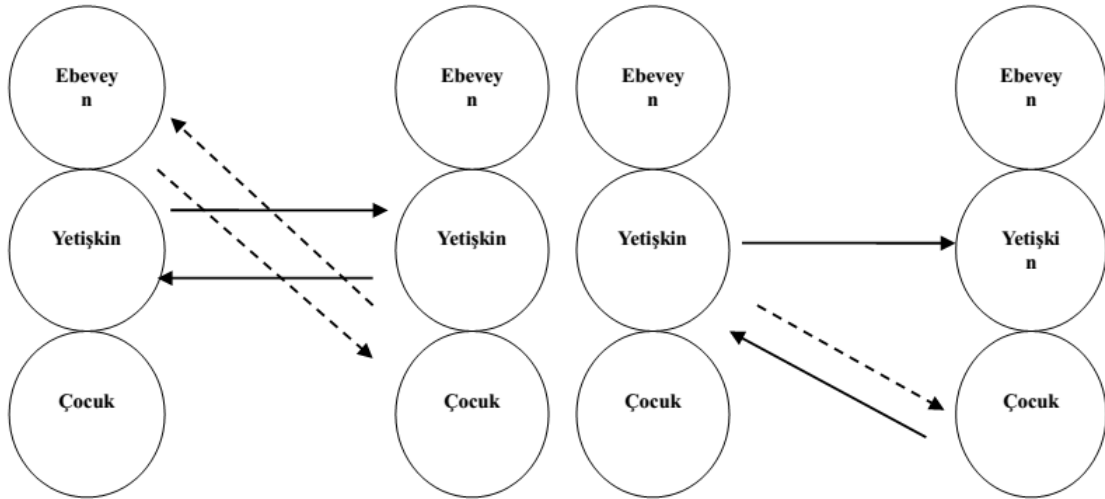 Ebevey
n
Ebevey
n
Ebevey
n
Ebevey
n
Yetişkin
Yetişkin
Yetişkin
Yetişki
n
Çocuk
Çocuk
Çocuk
Çocuk